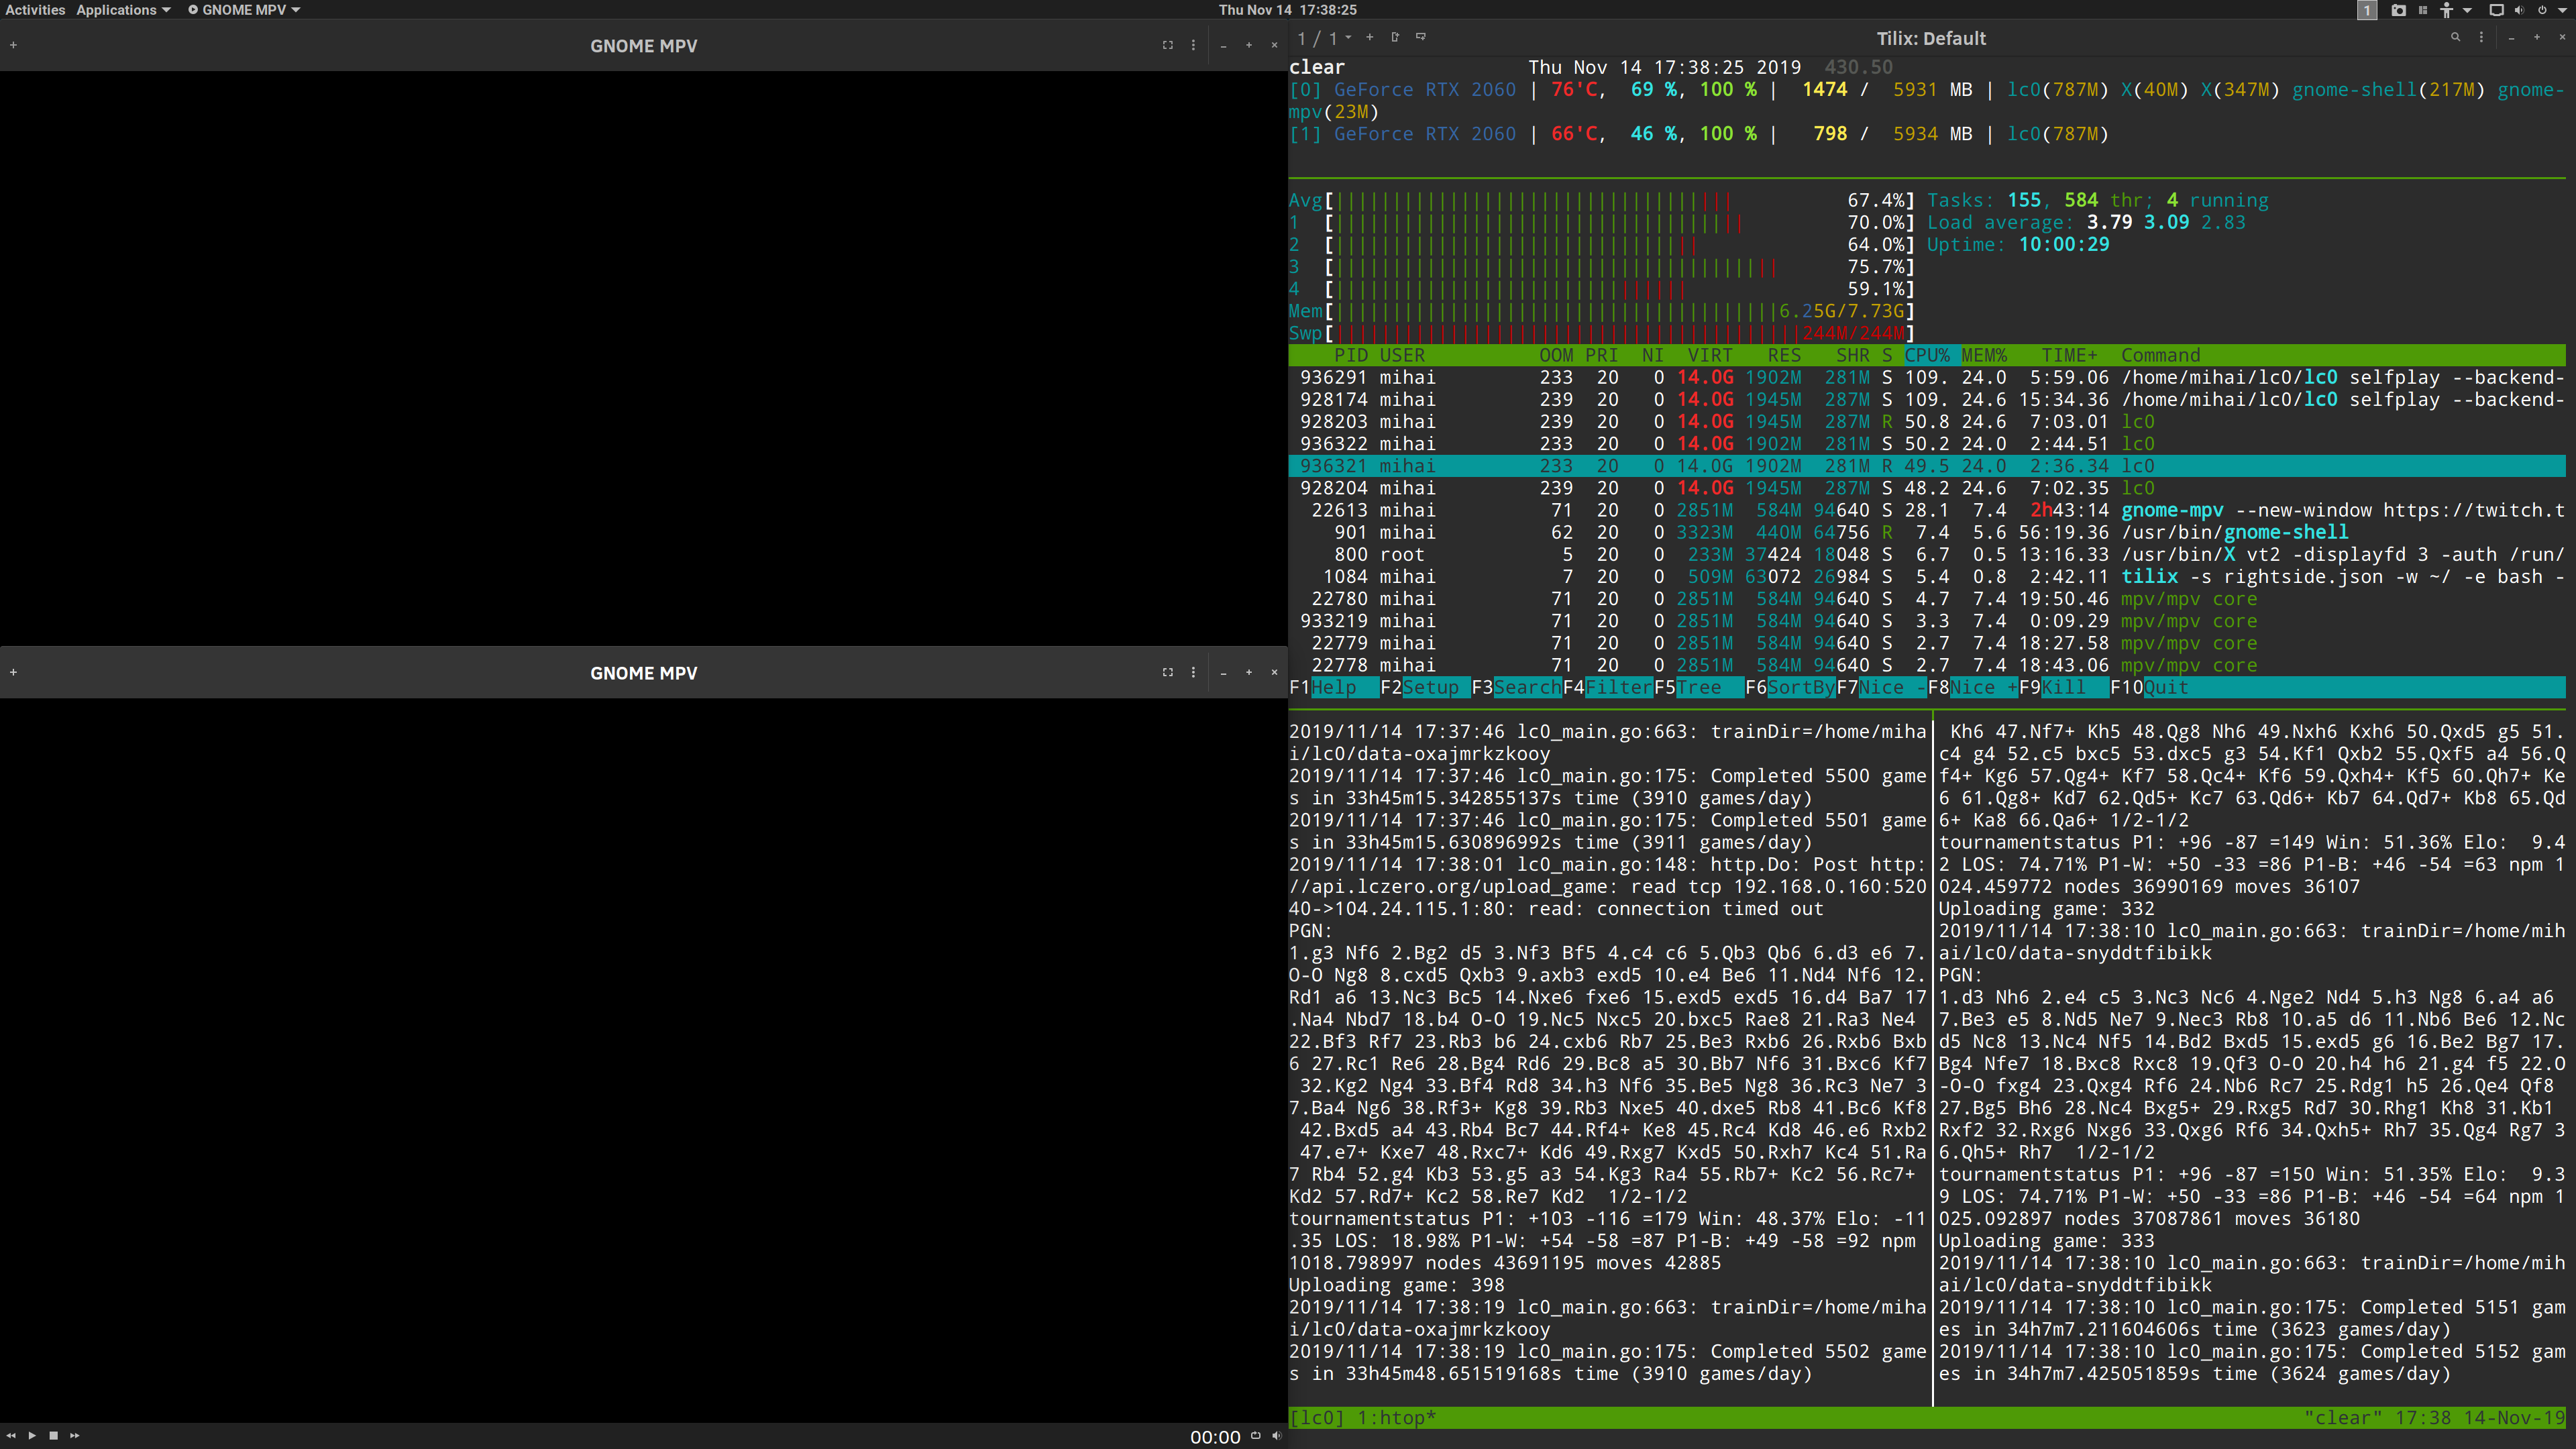 Activities Applications GNOME MPV Thu Nov 14 17:38:25 1
GNOME MPV
GNOME MPV
00:00
1 / 1 Tilix: Default
clear Thu Nov 14 17:38:25 2019 430.50
[0] GeForce RTX 2060 | 76'C, 69 %, 100 % | 1474 / 5931 MB | lc0(787M) X(40M) X(347M) gnome-shell(217M) gnome-
mpv(23M)
[1] GeForce RTX 2060 | 66'C, 46 %, 100 % | 798 / 5934 MB | lc0(787M)
Avg[ 67.4%] Tasks: 155, 584 thr; 4 running
1 [ 70.0%] Load average: 3.79 3.09 2.83
2 [ 64.0%] Uptime: 10:00:29
3 [ 75.7%]
4 [ 59.1%]
Mem[ 6.25G/7.73G]
Swp[ 244M/244M]
PID USER OOM PRI NI VIRT RES SHR S CPU% MEM% TIME+ Command
936291 mihai 233 20 0 14.0G 1902M 281M S 109. 24.0 5:59.06 /home/mihai/lc0/lc0 selfplay --backend-
928174 mihai 239 20 0 14.0G 1945M 287M S 109. 24.6 15:34.36 /home/mihai/lc0/lc0 selfplay --backend-
928203 mihai 239 20 0 14.0G 1945M 287M R 50.8 24.6 7:03.01 lc0
936322 mihai 233 20 0 14.0G 1902M 281M S 50.2 24.0 2:44.51 lc0
936321 mihai 233 20 0 14.0G 1902M 281M R 49.5 24.0 2:36.34 lc0
928204 mihai 239 20 0 14.0G 1945M 287M S 48.2 24.6 7:02.35 lc0
22613 mihai 71 20 0 2851M 584M 94640 S 28.1 7.4 2h43:14 gnome-mpv --new-window https://twitch.t
901 mihai 62 20 0 3323M 440M 64756 R 7.4 5.6 56:19.36 /usr/bin/gnome-shell
800 root 5 20 0 233M 37424 18048 S 6.7 0.5 13:16.33 /usr/bin/X vt2 -displayfd 3 -auth /run/
1084 mihai 7 20 0 509M 63072 26984 S 5.4 0.8 2:42.11 tilix -s rightside.json -w ~/ -e bash -
22780 mihai 71 20 0 2851M 584M 94640 S 4.7 7.4 19:50.46 mpv/mpv core
933219 mihai 71 20 0 2851M 584M 94640 S 3.3 7.4 0:09.29 mpv/mpv core
22779 mihai 71 20 0 2851M 584M 94640 S 2.7 7.4 18:27.58 mpv/mpv core
22778 mihai 71 20 0 2851M 584M 94640 S 2.7 7.4 18:43.06 mpv/mpv core
F1Help F2Setup F3SearchF4FilterF5Tree F6SortByF7Nice -F8Nice +F9Kill F10Quit
2019/11/14 17:37:46 lc0_main.go:663: trainDir=/home/miha
i/lc0/data-oxajmrkzkooy
2019/11/14 17:37:46 lc0_main.go:175: Completed 5500 game
s in 33h45m15.342855137s time (3910 games/day)
2019/11/14 17:37:46 lc0_main.go:175: Completed 5501 game
s in 33h45m15.630896992s time (3911 games/day)
2019/11/14 17:38:01 lc0_main.go:148: http.Do: Post http:
//api.lczero.org/upload_game: read tcp 192.168.0.160:520
40->104.24.115.1:80: read: connection timed out
PGN:
1.g3 Nf6 2.Bg2 d5 3.Nf3 Bf5 4.c4 c6 5.Qb3 Qb6 6.d3 e6 7.
O-O Ng8 8.cxd5 Qxb3 9.axb3 exd5 10.e4 Be6 11.Nd4 Nf6 12.
Rd1 a6 13.Nc3 Bc5 14.Nxe6 fxe6 15.exd5 exd5 16.d4 Ba7 17
.Na4 Nbd7 18.b4 O-O 19.Nc5 Nxc5 20.bxc5 Rae8 21.Ra3 Ne4
22.Bf3 Rf7 23.Rb3 b6 24.cxb6 Rb7 25.Be3 Rxb6 26.Rxb6 Bxb
6 27.Rc1 Re6 28.Bg4 Rd6 29.Bc8 a5 30.Bb7 Nf6 31.Bxc6 Kf7
32.Kg2 Ng4 33.Bf4 Rd8 34.h3 Nf6 35.Be5 Ng8 36.Rc3 Ne7 3
7.Ba4 Ng6 38.Rf3+ Kg8 39.Rb3 Nxe5 40.dxe5 Rb8 41.Bc6 Kf8
42.Bxd5 a4 43.Rb4 Bc7 44.Rf4+ Ke8 45.Rc4 Kd8 46.e6 Rxb2
47.e7+ Kxe7 48.Rxc7+ Kd6 49.Rxg7 Kxd5 50.Rxh7 Kc4 51.Ra
7 Rb4 52.g4 Kb3 53.g5 a3 54.Kg3 Ra4 55.Rb7+ Kc2 56.Rc7+
Kd2 57.Rd7+ Kc2 58.Re7 Kd2 1/2-1/2
tournamentstatus P1: +103 -116 =179 Win: 48.37% Elo: -11
.35 LOS: 18.98% P1-W: +54 -58 =87 P1-B: +49 -58 =92 npm
1018.798997 nodes 43691195 moves 42885
Uploading game: 398
2019/11/14 17:38:19 lc0_main.go:663: trainDir=/home/miha
i/lc0/data-oxajmrkzkooy
2019/11/14 17:38:19 lc0_main.go:175: Completed 5502 game
s in 33h45m48.651519168s time (3910 games/day)
Kh6 47.Nf7+ Kh5 48.Qg8 Nh6 49.Nxh6 Kxh6 50.Qxd5 g5 51.
c4 g4 52.c5 bxc5 53.dxc5 g3 54.Kf1 Qxb2 55.Qxf5 a4 56.Q
f4+ Kg6 57.Qg4+ Kf7 58.Qc4+ Kf6 59.Qxh4+ Kf5 60.Qh7+ Ke
6 61.Qg8+ Kd7 62.Qd5+ Kc7 63.Qd6+ Kb7 64.Qd7+ Kb8 65.Qd
6+ Ka8 66.Qa6+ 1/2-1/2
tournamentstatus P1: +96 -87 =149 Win: 51.36% Elo: 9.4
2 LOS: 74.71% P1-W: +50 -33 =86 P1-B: +46 -54 =63 npm 1
024.459772 nodes 36990169 moves 36107
Uploading game: 332
2019/11/14 17:38:10 lc0_main.go:663: trainDir=/home/mih
ai/lc0/data-snyddtfibikk
PGN:
1.d3 Nh6 2.e4 c5 3.Nc3 Nc6 4.Nge2 Nd4 5.h3 Ng8 6.a4 a6
7.Be3 e5 8.Nd5 Ne7 9.Nec3 Rb8 10.a5 d6 11.Nb6 Be6 12.Nc
d5 Nc8 13.Nc4 Nf5 14.Bd2 Bxd5 15.exd5 g6 16.Be2 Bg7 17.
Bg4 Nfe7 18.Bxc8 Rxc8 19.Qf3 O-O 20.h4 h6 21.g4 f5 22.O
-O-O fxg4 23.Qxg4 Rf6 24.Nb6 Rc7 25.Rdg1 h5 26.Qe4 Qf8
27.Bg5 Bh6 28.Nc4 Bxg5+ 29.Rxg5 Rd7 30.Rhg1 Kh8 31.Kb1
Rxf2 32.Rxg6 Nxg6 33.Qxg6 Rf6 34.Qxh5+ Rh7 35.Qg4 Rg7 3
6.Qh5+ Rh7 1/2-1/2
tournamentstatus P1: +96 -87 =150 Win: 51.35% Elo: 9.3
9 LOS: 74.71% P1-W: +50 -33 =86 P1-B: +46 -54 =64 npm 1
025.092897 nodes 37087861 moves 36180
Uploading game: 333
2019/11/14 17:38:10 lc0_main.go:663: trainDir=/home/mih
ai/lc0/data-snyddtfibikk
2019/11/14 17:38:10 lc0_main.go:175: Completed 5151 gam
es in 34h7m7.211604606s time (3623 games/day)
2019/11/14 17:38:10 lc0_main.go:175: Completed 5152 gam
es in 34h7m7.425051859s time (3624 games/day)
[lc0] 1:htop* "clear" 17:38 14-Nov-19